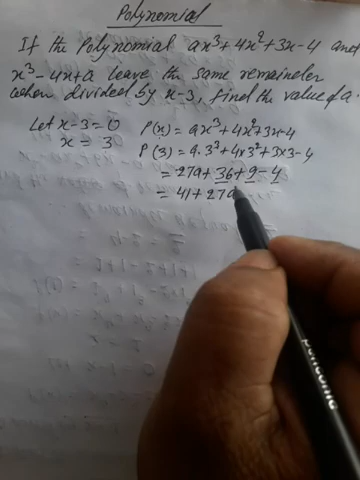 Polynomial
If the Polynomial ax³+4x²+3x-4 and
x³-4x+a leave the same remainder
when divided by x-3, find the value of a.
Let x-3=0
x = 3
P(x) = ax³+4x²+3x-4
P(3) = a.3³+4x3²+3x3-4
= 27a+36+9-4
= 41+27a